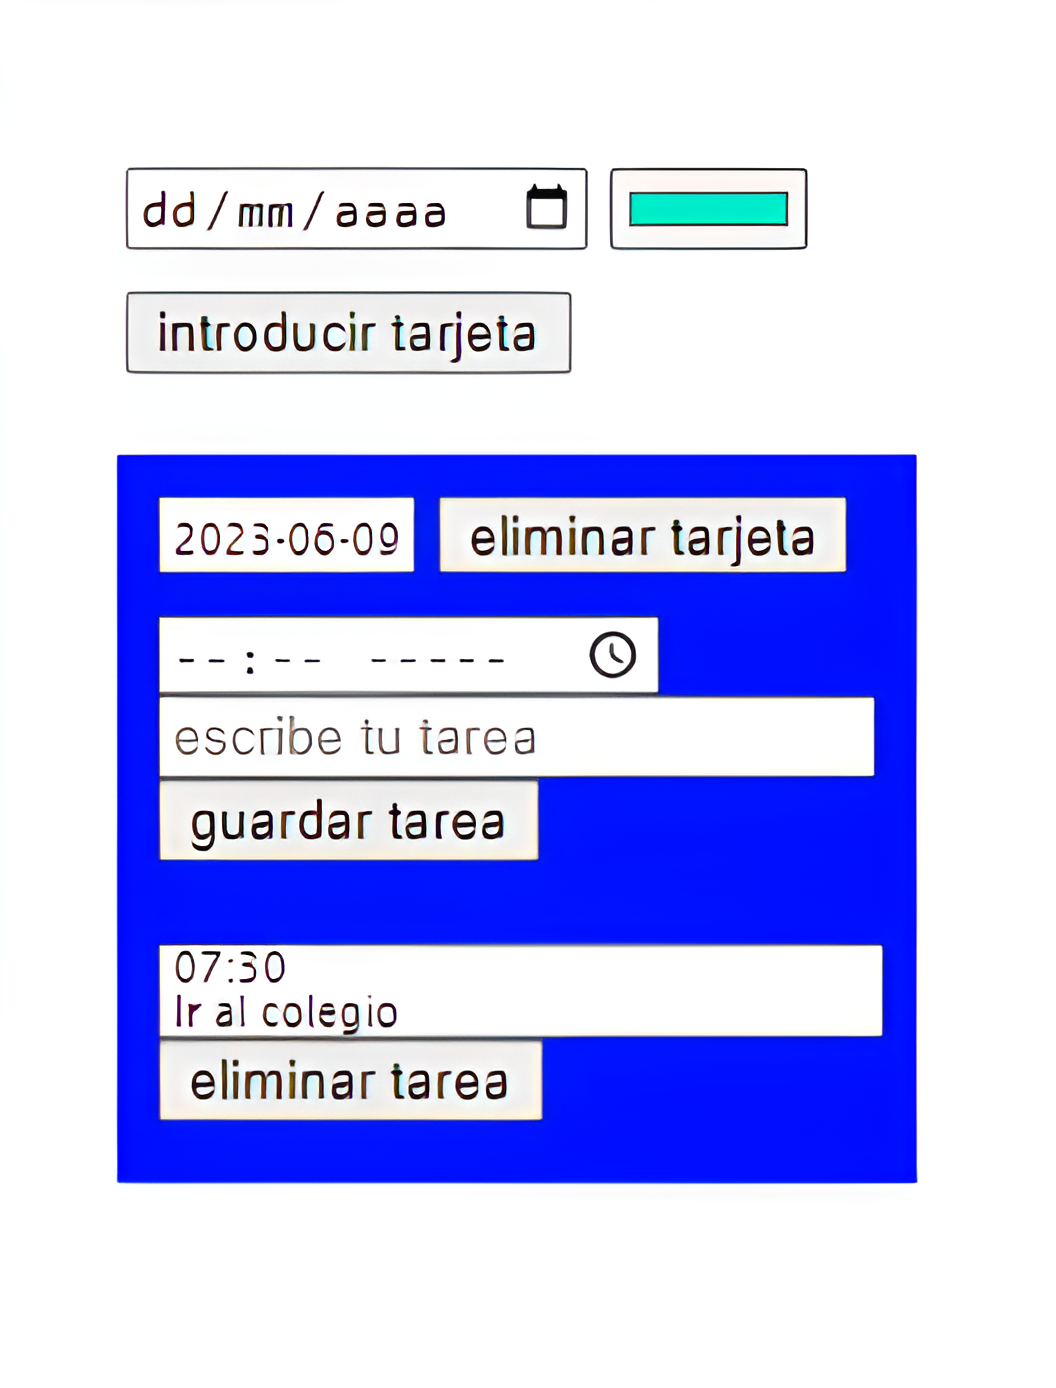 dd/mm/aaaa
introducir tarjeta
2023-06-09 eliminar tarjeta
--:-- -----
escribe tu tarea
guardar tarea
07:30
Ir al colegio
eliminar tarea